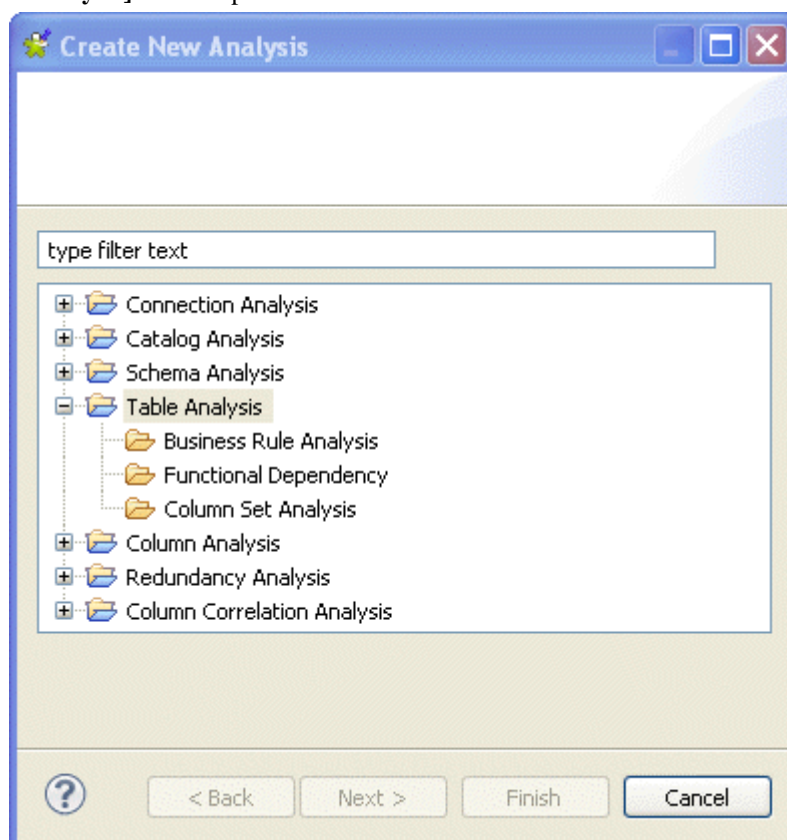 Create New Analysis
type filter text
Connection Analysis
Catalog Analysis
Schema Analysis
Table Analysis
Business Rule Analysis
Functional Dependency
Column Set Analysis
Column Analysis
Redundancy Analysis
Column Correlation Analysis
? < Back Next > Finish Cancel